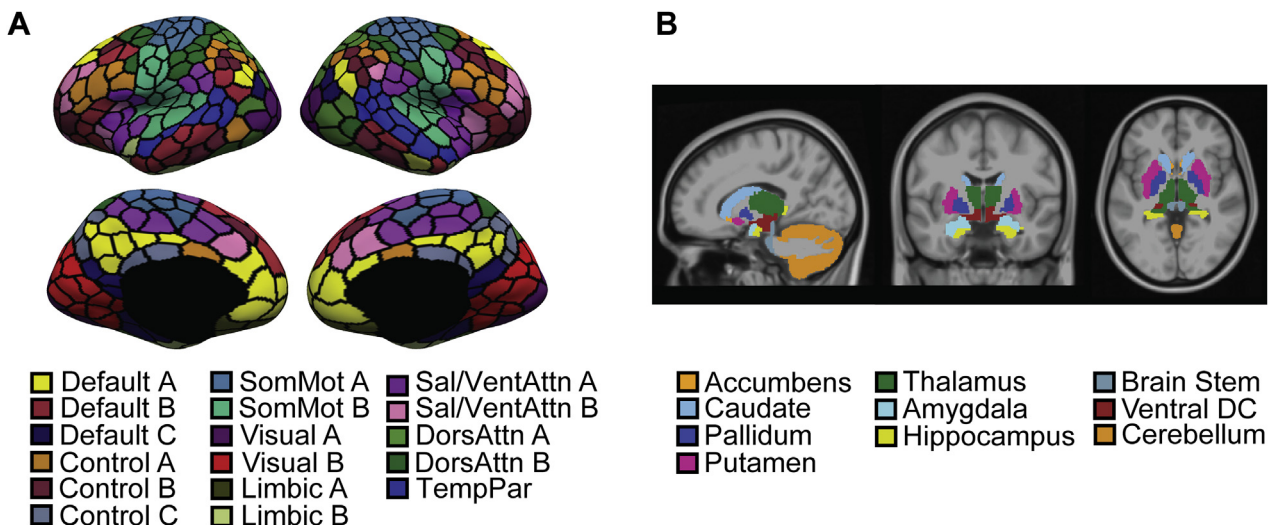 A
B
Default A
Default B
Default C
Control A
Control B
Control C
SomMot A
SomMot B
Visual A
Visual B
Limbic A
Limbic B
Sal/VentAttn A
Sal/VentAttn B
DorsAttn A
DorsAttn B
TempPar
Accumbens
Caudate
Pallidum
Putamen
Thalamus
Amygdala
Hippocampus
Brain Stem
Ventral DC
Cerebellum